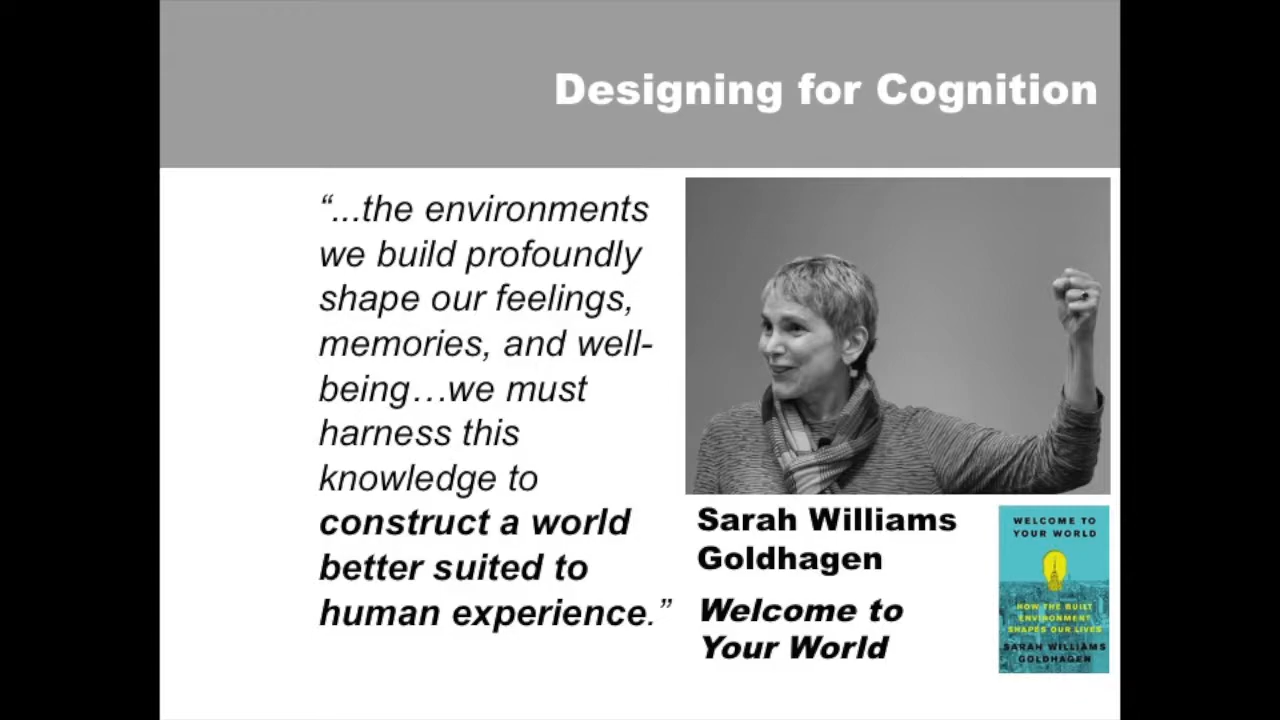 Designing for Cognition
“...the environments
we build profoundly
shape our feelings,
memories, and well-
being…we must
harness this
knowledge to
construct a world
better suited to
human experience.”
Sarah Williams
Goldhagen
Welcome to
Your World
WELCOME TO
YOUR WORLD
HOW THE BUILT
ENVIRONMENT
SHAPES OUR LIVES
SARAH WILLIAMS
GOLDHAGEN